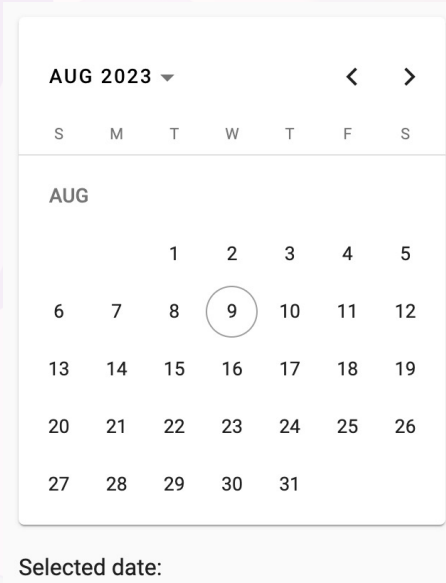 AUG 2023
S M T W T F S
AUG
1 2 3 4 5
6 7 8 9 10 11 12
13 14 15 16 17 18 19
20 21 22 23 24 25 26
27 28 29 30 31
Selected date: